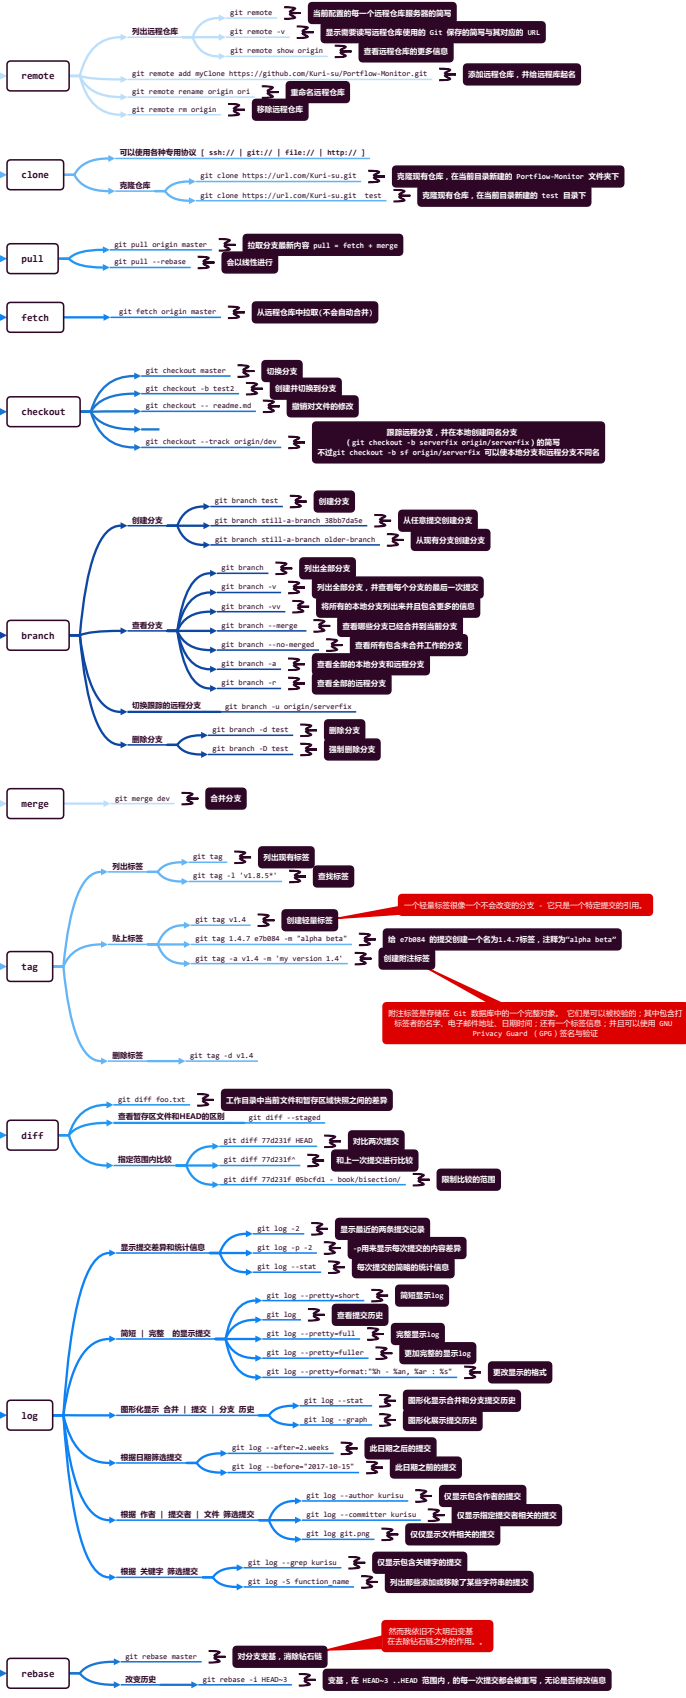 remote
列出远程仓库
git remote
当前配置的每一个远程仓库服务器的简写
git remote -v
显示需要读写远程仓库使用的 Git 保存的简写与其对应的 URL
git remote show origin
查看远程仓库的更多信息
git remote add myClone https://github.com/Kuri-su/Portflow-Monitor.git
添加远程仓库，并给远程库起名
git remote rename origin ori
重命名远程仓库
git remote rm origin
移除远程仓库
clone
可以使用各种专用协议 [ ssh:// | git:// | file:// | http:// ]
克隆仓库
git clone https://url.com/Kuri-su.git
克隆现有仓库，在当前目录新建的 Portflow-Monitor 文件夹下
git clone https://url.com/Kuri-su.git test
克隆现有仓库，在当前目录新建的 test 目录下
pull
git pull origin master
拉取分支最新内容 pull = fetch + merge
git pull --rebase
会以线性进行
fetch
git fetch origin master
从远程仓库中拉取(不会自动合并)
checkout
git checkout master
切换分支
git checkout -b test2
创建并切换到分支
git checkout -- readme.md
撤销对文件的修改
git checkout --track origin/dev
跟踪远程分支，并在本地创建同名分支
(git checkout -b serverfix origin/serverfix)的简写
不过git checkout -b sf origin/serverfix 可以使本地分支和远程分支不同名
branch
创建分支
git branch test
创建分支
git branch still-a-branch 38bb7da5e
从任意提交创建分支
git branch still-a-branch older-branch
从现有分支创建分支
查看分支
git branch
列出全部分支
git branch -v
列出全部分支，并查看每个分支的最后一次提交
git branch -vv
将所有的本地分支列出来并且包含更多的信息
git branch --merge
查看哪些分支已经合并到当前分支
git branch --no-merged
查看所有包含未合并工作的分支
git branch -a
查看全部的本地分支和远程分支
git branch -r
查看全部的远程分支
切换跟踪的远程分支
git branch -u origin/serverfix
删除分支
git branch -d test
删除分支
git branch -D test
强制删除分支
merge
git merge dev
合并分支
tag
列出标签
git tag
列出现有标签
git tag -l 'v1.8.5*'
查找标签
贴上标签
git tag v1.4
创建轻量标签
一个轻量标签很像一个不会改变的分支 - 它只是一个特定提交的引用。
git tag 1.4.7 e7b084 -m "alpha beta"
给 e7b084 的提交创建一个名为1.4.7标签，注释为"alpha beta"
git tag -a v1.4 -m 'my version 1.4'
创建附注标签
附注标签是存储在 Git 数据库中的一个完整对象。 它们是可以被校验的；其中包含打
标签者的名字、电子邮件地址、日期时间；还有一个标签信息；并且可以使用 GNU
Privacy Guard （GPG）签名与验证
删除标签
git tag -d v1.4
diff
git diff foo.txt
工作目录中当前文件和暂存区域快照之间的差异
查看暂存区文件和HEAD的区别
git diff --staged
指定范围内比较
git diff 77d231f HEAD
对比两次提交
git diff 77d231f^
和上一次提交进行比较
git diff 77d231f 05bcfd1 - book/bisection/
限制比较的范围
log
显示提交差异和统计信息
git log -2
显示最近的两条提交记录
git log -p -2
-p用来显示每次提交的内容差异
git log --stat
每次提交的简略的统计信息
简短 | 完整 的显示提交
git log --pretty=short
简短显示log
git log
查看提交历史
git log --pretty=full
完整显示log
git log --pretty=fuller
更加完整的显示log
git log --pretty=format:"%h - %an, %ar : %s"
更改显示的格式
图形化显示 合并 | 提交 | 分支 历史
git log --stat
图形化显示合并和分支提交历史
git log --graph
图形化展示提交历史
根据日期筛选提交
git log --after=2.weeks
此日期之后的提交
git log --before="2017-10-15"
此日期之前的提交
根据 作者 | 提交者 | 文件 筛选提交
git log --author kurisu
仅显示包含作者的提交
git log --committer kurisu
仅显示指定提交者相关的提交
git log git.png
仅仅显示文件相关的提交
根据 关键字 筛选提交
git log --grep kurisu
仅显示包含关键字的提交
git log -S function_name
列出那些添加或移除了某些字符串的提交
rebase
git rebase master
对分支变基，消除钻石链
然而我依旧不太明白变基
在去除钻石链之外的作用。。
改变历史
git rebase -i HEAD~3
变基，在 HEAD~3 ..HEAD 范围内，的每一次提交都会被重写，无论是否修改信息